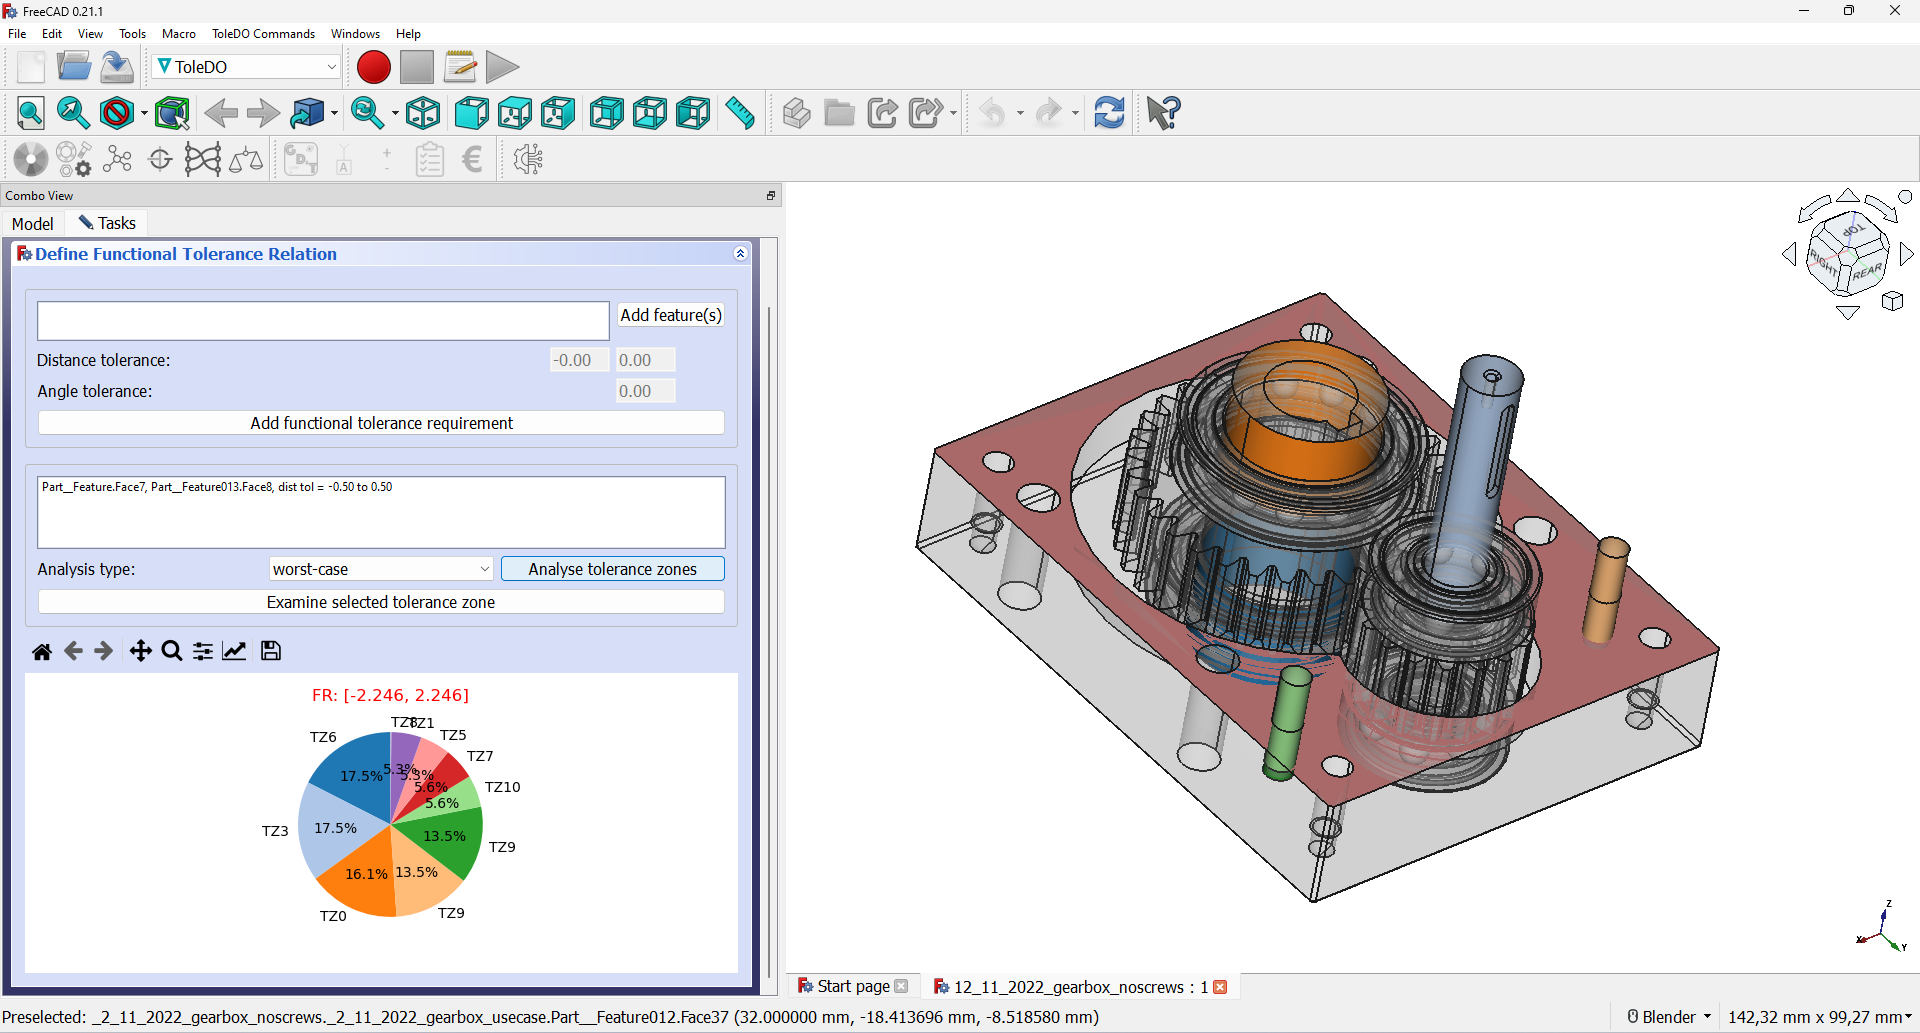 FreeCAD 0.21.1
File Edit View Tools Macro ToleDO Commands Windows Help
ToleDO
Combo View
Model Tasks
Define Functional Tolerance Relation
Add feature(s)
Distance tolerance: -0.00 0.00
Angle tolerance: 0.00
Add functional tolerance requirement
Part__Feature.Face7, Part__Feature013.Face8, dist tol = -0.50 to 0.50
Analysis type: worst-case Analyse tolerance zones
Examine selected tolerance zone
FR: [-2.246, 2.246]
TZ8 TZ1
TZ6 TZ5
TZ7
17.5% 5.3% 5.3%
5.6% TZ10
5.6%
TZ3 17.5% 13.5% TZ9
16.1% 13.5%
TZ0 TZ9
TOP
RIGHT REAR
Z
X Y
Start page 12_11_2022_gearbox_noscrews : 1
Preselected: _2_11_2022_gearbox_noscrews._2_11_2022_gearbox_usecase.Part__Feature012.Face37 (32.000000 mm, -18.413696 mm, -8.518580 mm) Blender 142,32 mm x 99,27 mm